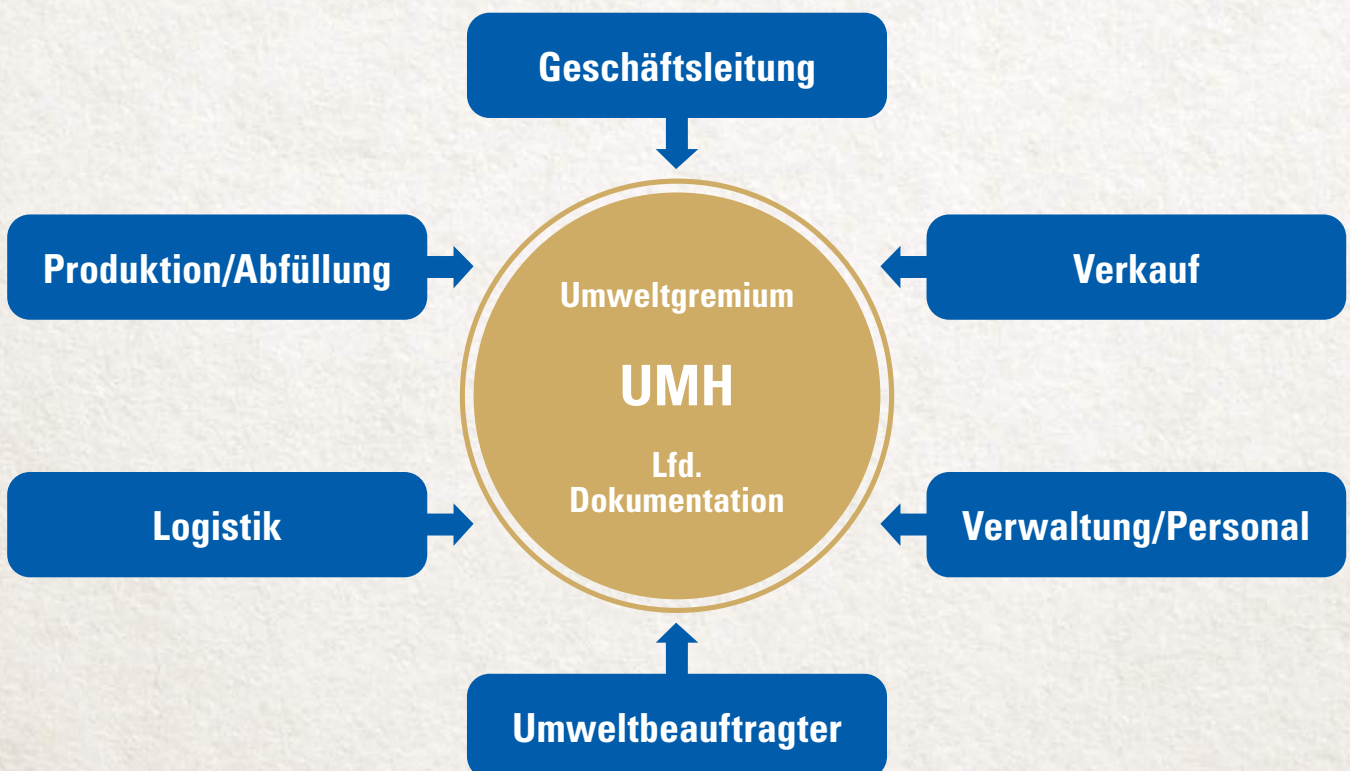 Geschäftsleitung
Produktion/Abfüllung
Verkauf
Umweltgremium
UMH
Lfd.
Dokumentation
Logistik
Verwaltung/Personal
Umweltbeauftragter